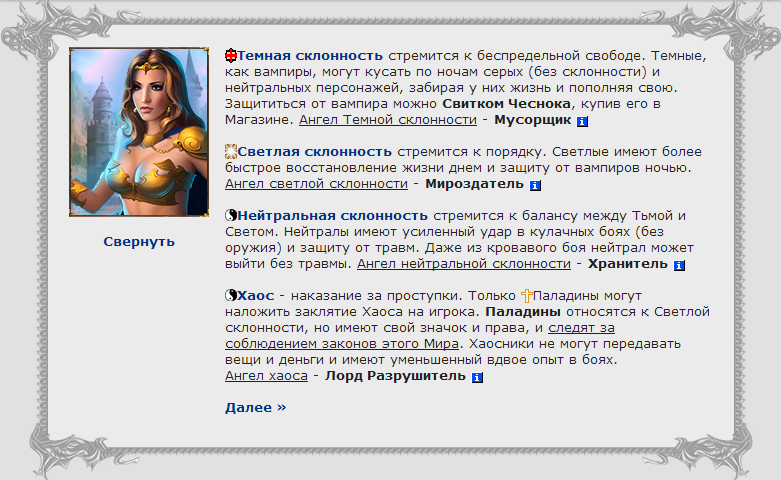 Темная склонность стремится к беспредельной свободе. Темные,
как вампиры, могут кусать по ночам серых (без склонности) и
нейтральных персонажей, забирая у них жизнь и пополняя свою.
Защититься от вампира можно Свитком Чеснока, купив его в
Магазине. Ангел Темной склонности - Мусорщик i
Светлая склонность стремится к порядку. Светлые имеют более
быстрое восстановление жизни днем и защиту от вампиров ночью.
Ангел светлой склонности - Мироздатель i
Нейтральная склонность стремится к балансу между Тьмой и
Светом. Нейтралы имеют усиленный удар в кулачных боях (без
оружия) и защиту от травм. Даже из кровавого боя нейтрал может
выйти без травмы. Ангел нейтральной склонности - Хранитель i
Хаос - наказание за проступки. Только Паладины могут
наложить заклятие Хаоса на игрока. Паладины относятся к Светлой
склонности, но имеют свой значок и права, и следят за
соблюдением законов этого Мира. Хаосники не могут передавать
вещи и деньги и имеют уменьшенный вдвое опыт в боях.
Ангел хаоса - Лорд Разрушитель i
Далее »
Свернуть